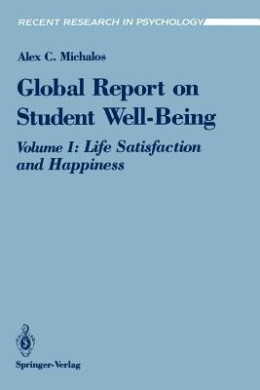 RECENT RESEARCH IN PSYCHOLOGY
Alex C. Michalos
Global Report on
Student Well-Being
Volume I: Life Satisfaction
and Happiness
Springer-Verlag